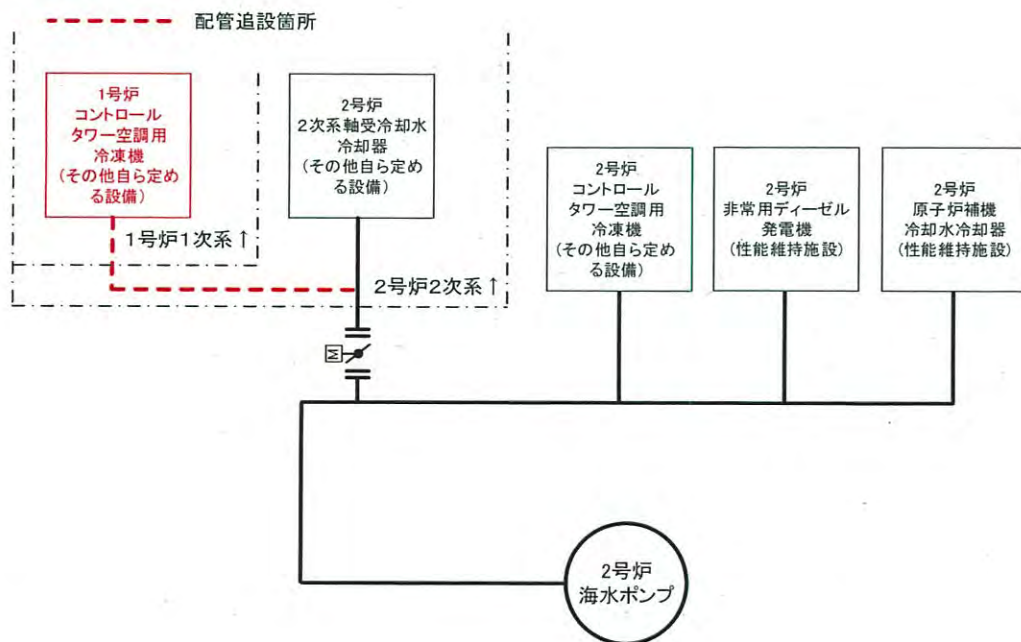 配管追設箇所
1号炉
コントロール
タワー空調用
冷凍機
(その他自ら定め
る設備)
2号炉
2次系軸受冷却水
冷却器
(その他自ら定め
る設備)
2号炉
コントロール
タワー空調用
冷凍機
(その他自ら定め
る設備)
2号炉
非常用ディーゼル
発電機
(性能維持施設)
2号炉
原子炉補機
冷却水冷却器
(性能維持施設)
1号炉1次系↑
2号炉2次系↑
M
2号炉
海水ポンプ